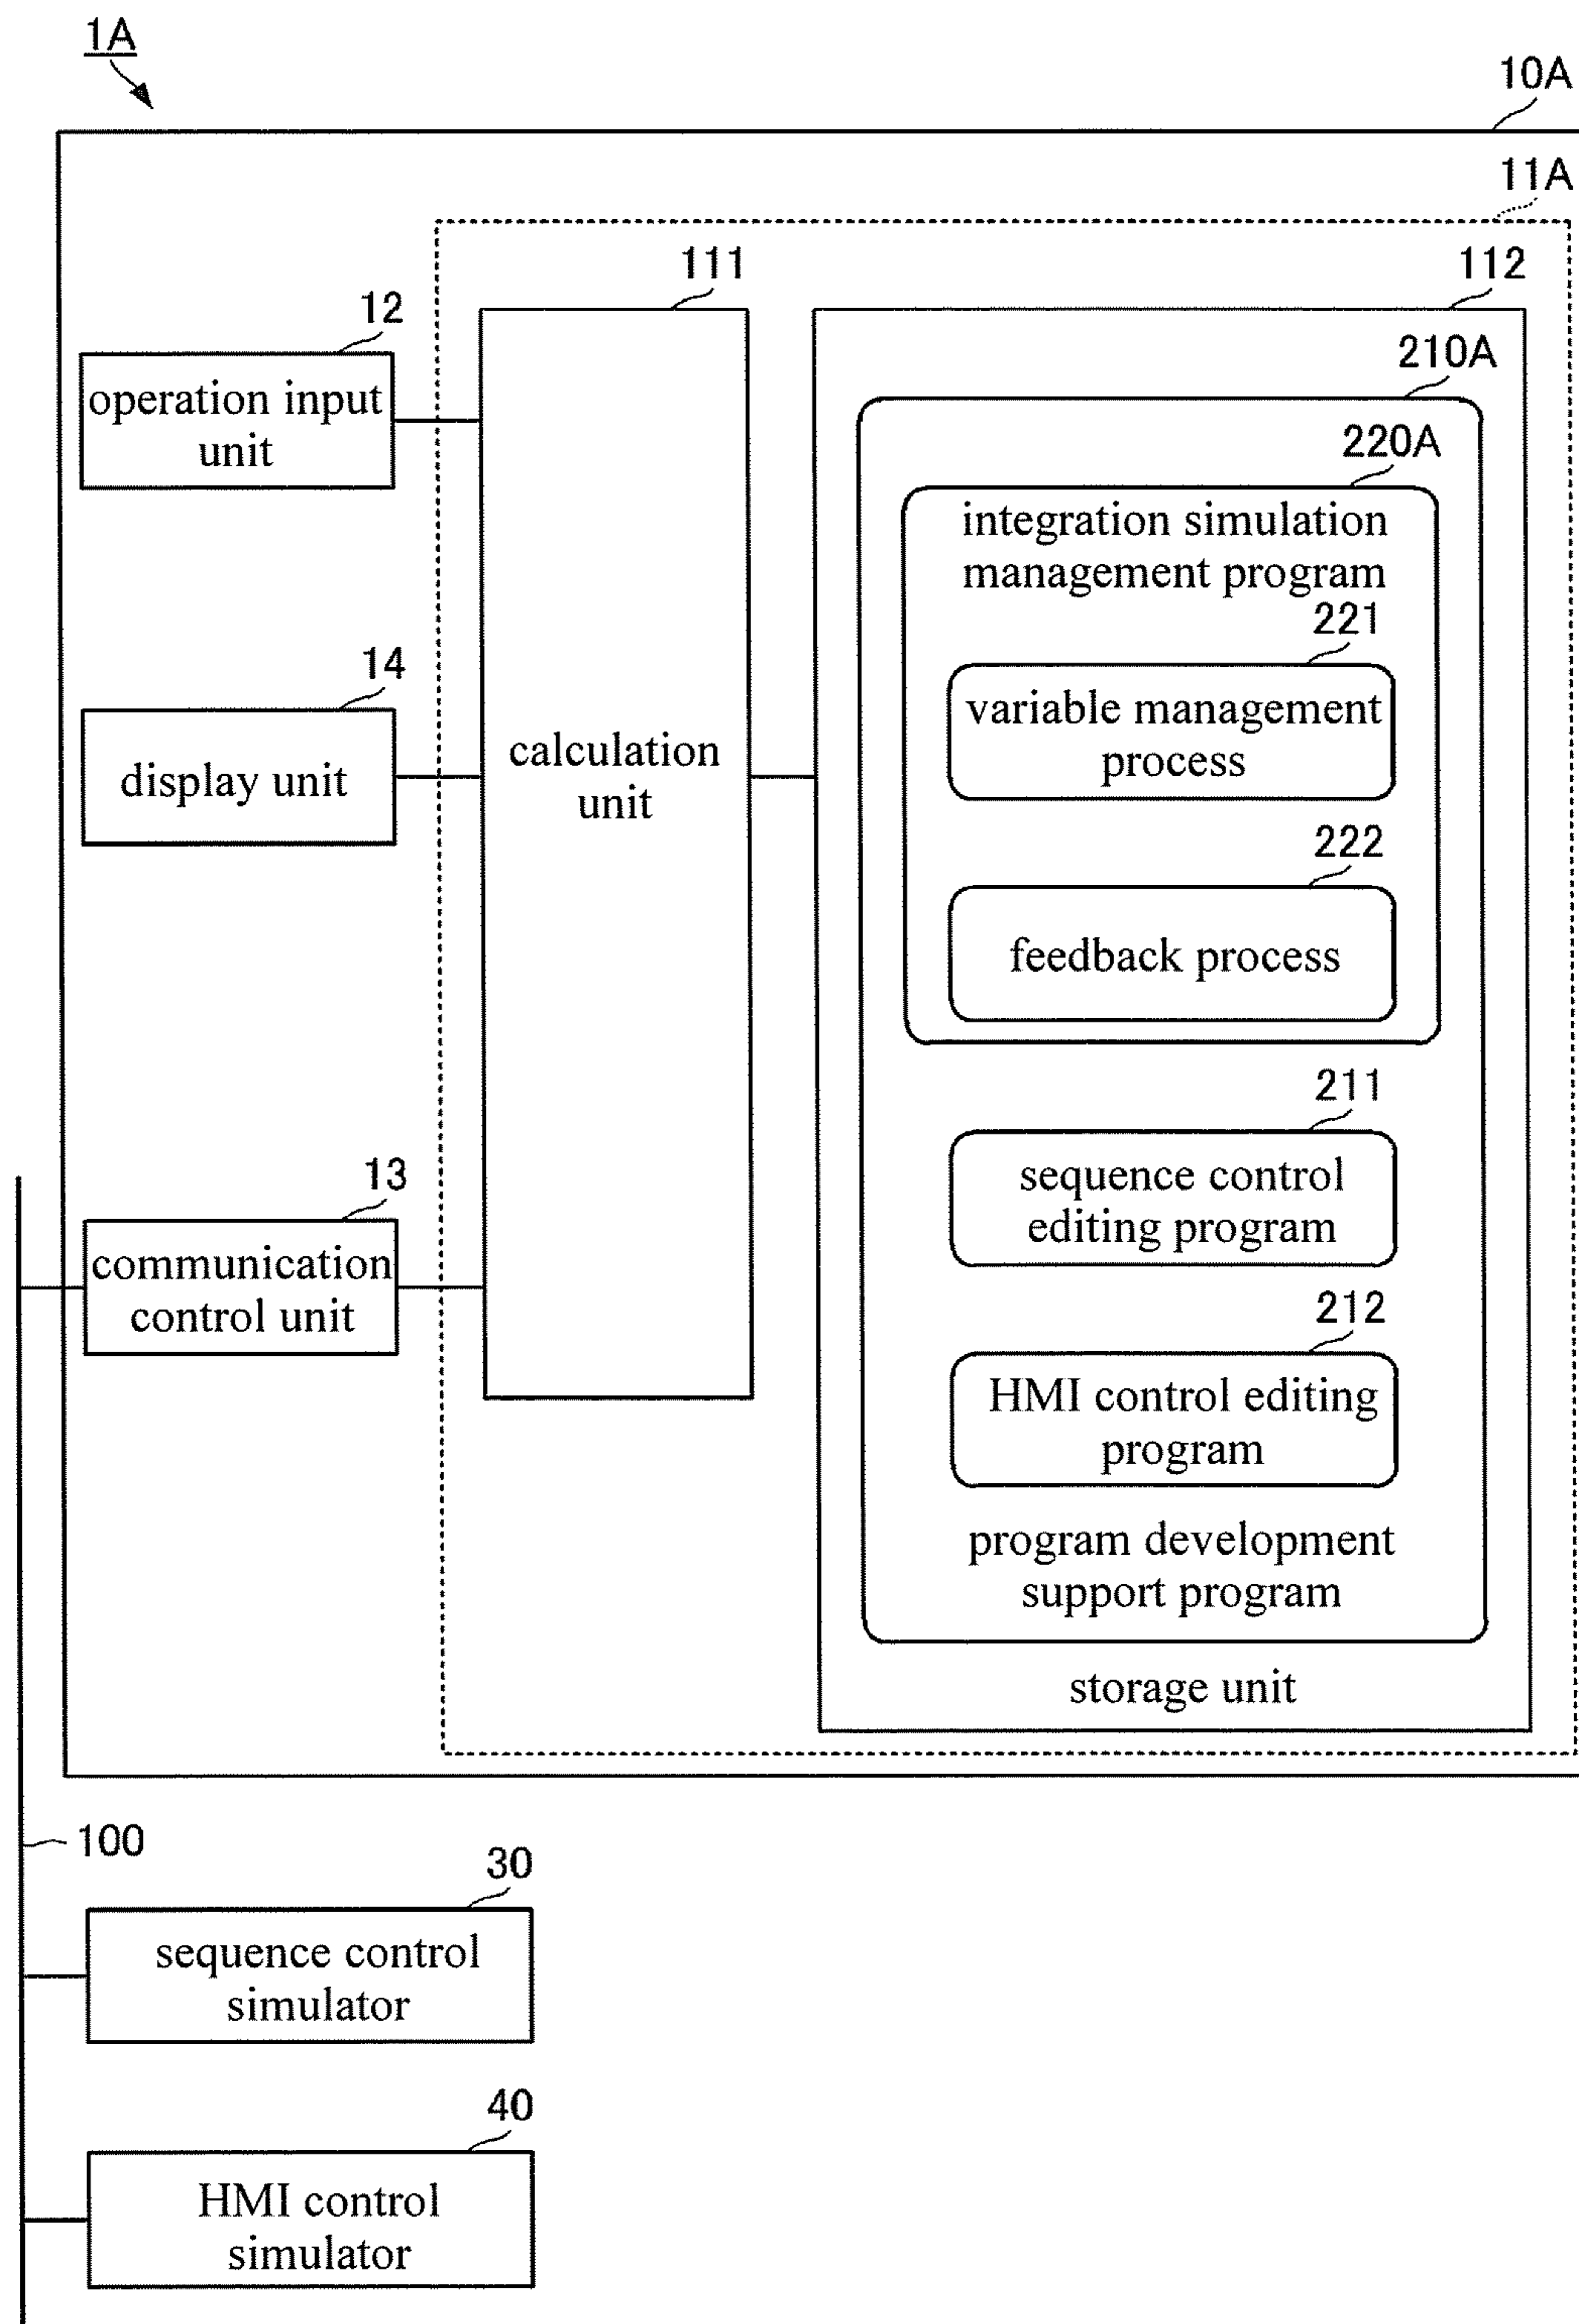 1A
10A
11A
111
112
12
operation input
unit
210A
220A
integration simulation
management program
221
variable management
process
14
display unit
calculation
unit
222
feedback process
211
sequence control
editing program
13
communication
control unit
212
HMI control editing
program
program development
support program
storage unit
100
30
sequence control
simulator
40
HMI control
simulator